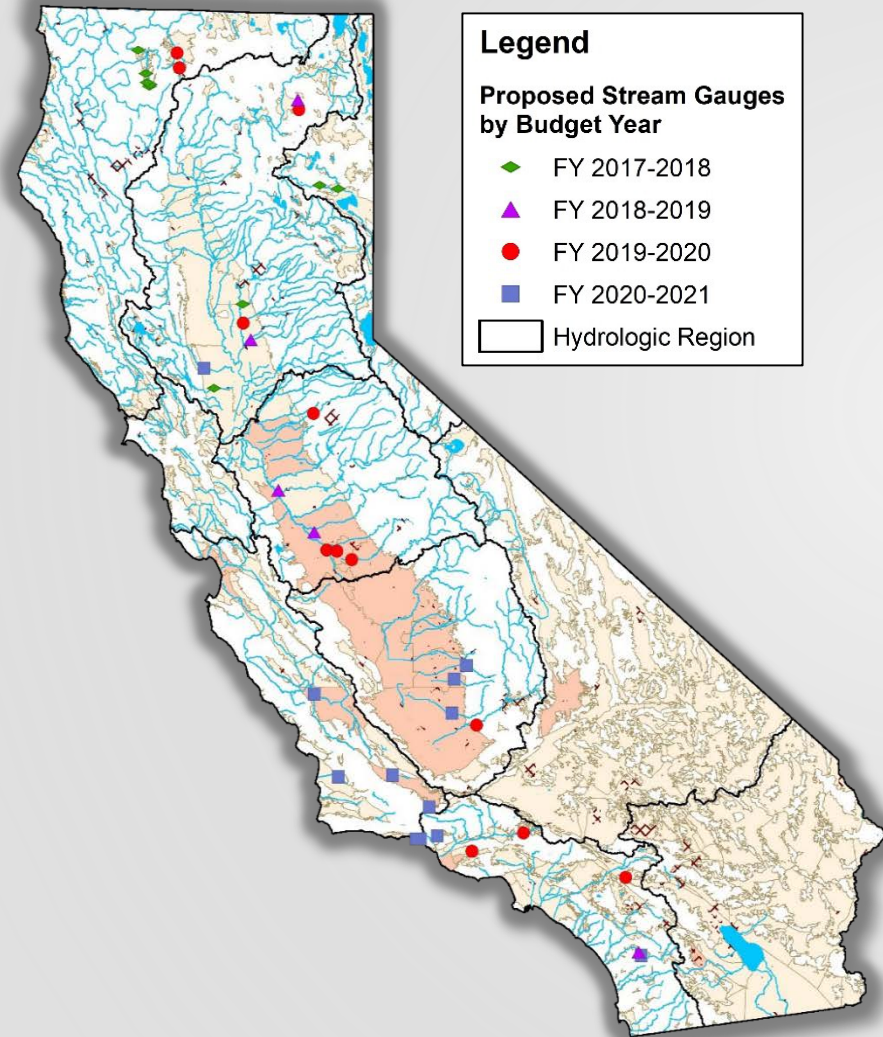 Legend
Proposed Stream Gauges
by Budget Year
FY 2017-2018
FY 2018-2019
FY 2019-2020
FY 2020-2021
Hydrologic Region